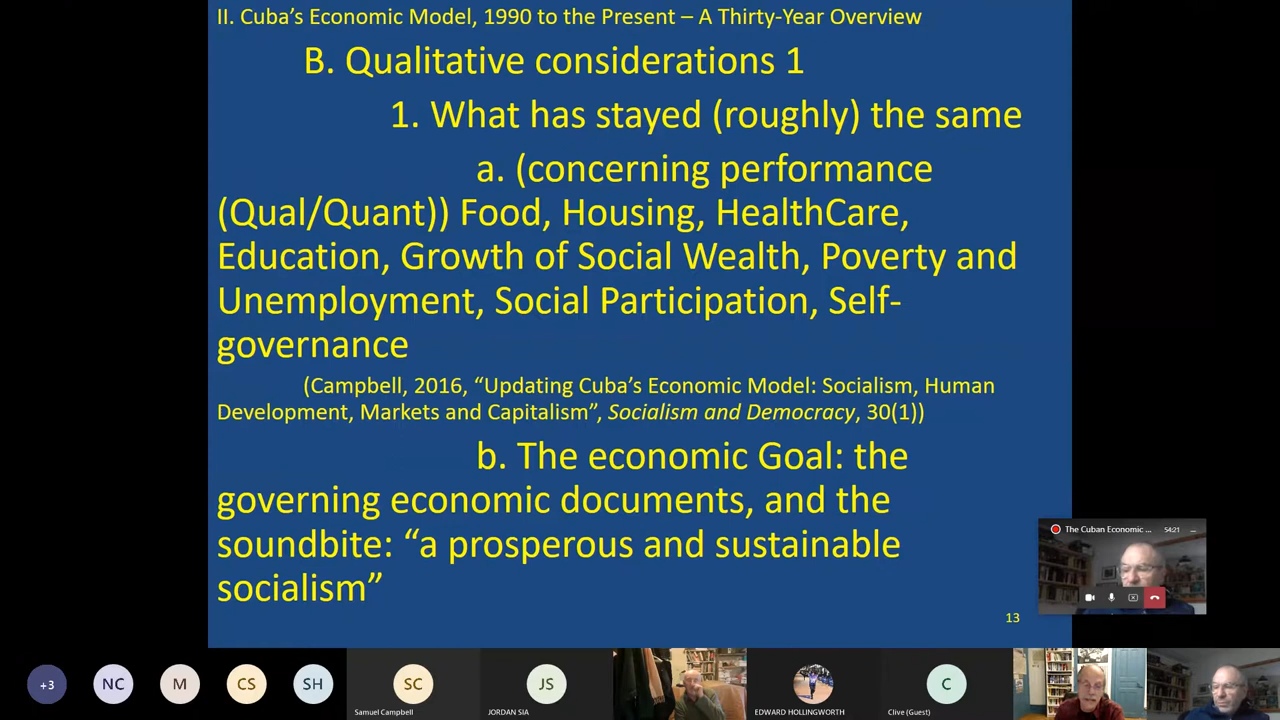 II. Cuba’s Economic Model, 1990 to the Present – A Thirty-Year Overview
B. Qualitative considerations 1
1. What has stayed (roughly) the same
a. (concerning performance
(Qual/Quant)) Food, Housing, HealthCare,
Education, Growth of Social Wealth, Poverty and
Unemployment, Social Participation, Self-
governance
(Campbell, 2016, “Updating Cuba’s Economic Model: Socialism, Human
Development, Markets and Capitalism”, Socialism and Democracy, 30(1))
b. The economic Goal: the
governing economic documents, and the
soundbite: “a prosperous and sustainable
socialism”
13
The Cuban Economic ...
54:21
+3
NC
M
CS
SH
SC
Samuel Campbell
JS
JORDAN SIA
EDWARD HOLLINGWORTH
C
Clive (Guest)